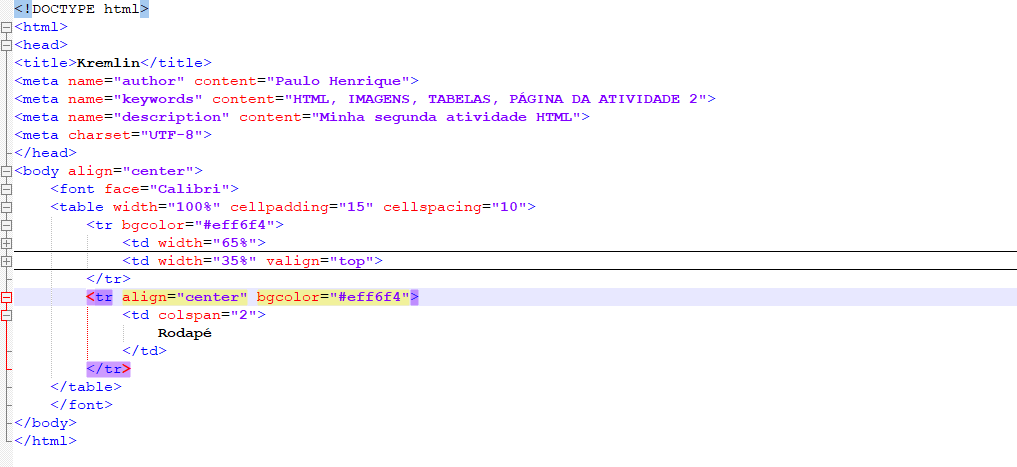 <!DOCTYPE html>
<html>
<head>
<title>Kremlin</title>
<meta name="author" content="Paulo Henrique">
<meta name="keywords" content="HTML, IMAGENS, TABELAS, PÁGINA DA ATIVIDADE 2">
<meta name="description" content="Minha segunda atividade HTML">
<meta charset="UTF-8">
</head>
<body align="center">
<font face="Calibri">
<table width="100%" cellpadding="15" cellspacing="10">
<tr bgcolor="#eff6f4">
<td width="65%">
<td width="35%" valign="top">
</tr>
<tr align="center" bgcolor="#eff6f4">
<td colspan="2">
Rodapé
</td>
</tr>
</table>
</font>
</body>
</html>